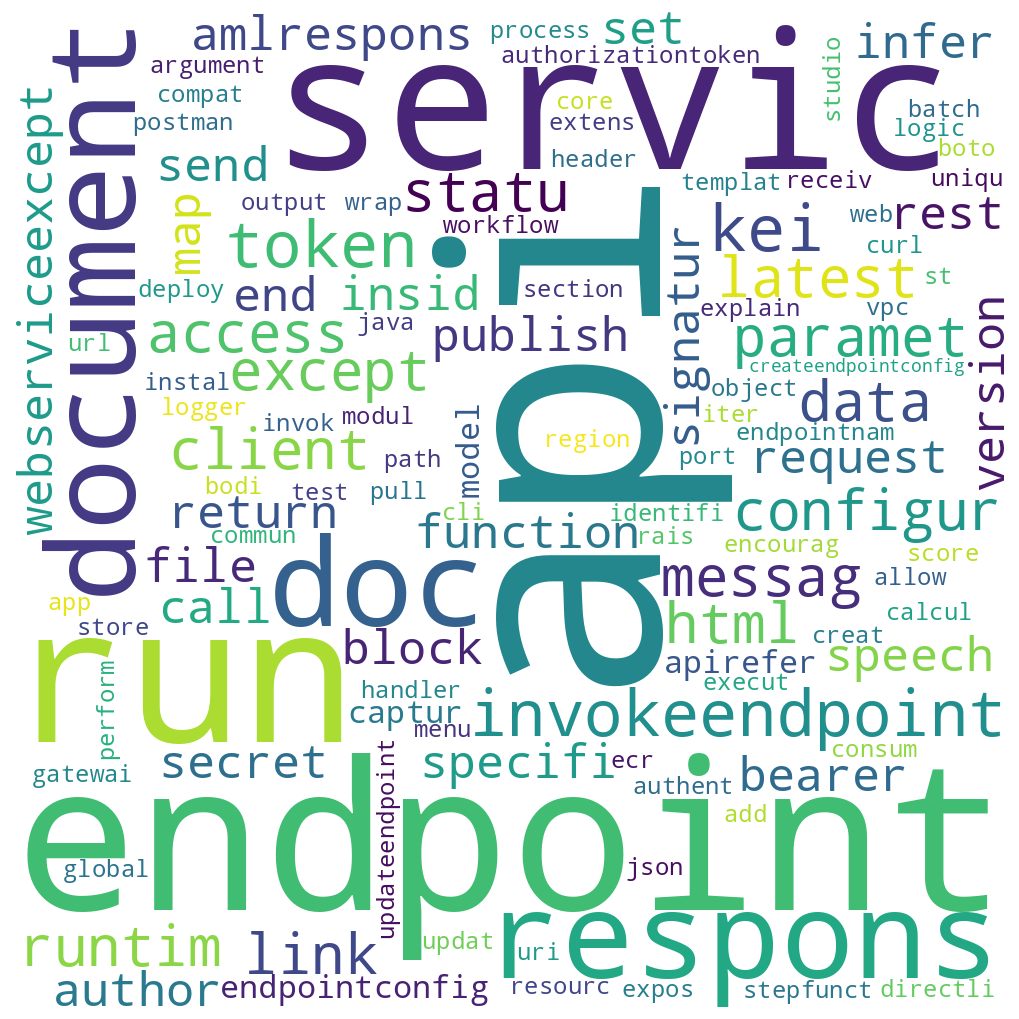 amlrespons
process
set
infer
servic
document
argument
authorizationtoken
studio
compat
core
batch
postman
extens
logic
webserviceexcept
send
header
boto
map
output
wrap
statu
templat
receiv
uniqu
token
workflow
api
kei
web
rest
signatur
curl
latest
deploy
end
insid
section
st
explain
vpc
version
access
java
publish
url
paramet
except
createendpointconfig
instal
object
data
logger
invok
modul
model
iter
endpointnam
client
path
region
port
request
bodi
test
pull
return
cli
identifi
configur
commun
function
rais
encourag
score
file
doc
messag
allow
app
call
html
calcul
store
run
block
creat
apirefer
speech
perform
handler
execut
captur
menu
invokeendpoint
secret
specifi
ecr
consum
gatewai
updateendpoint
authent
bearer
endpoint
add
global
json
respons
runtim
link
updat
uri
author
endpointconfig
resourc
expos
stepfunct
directli